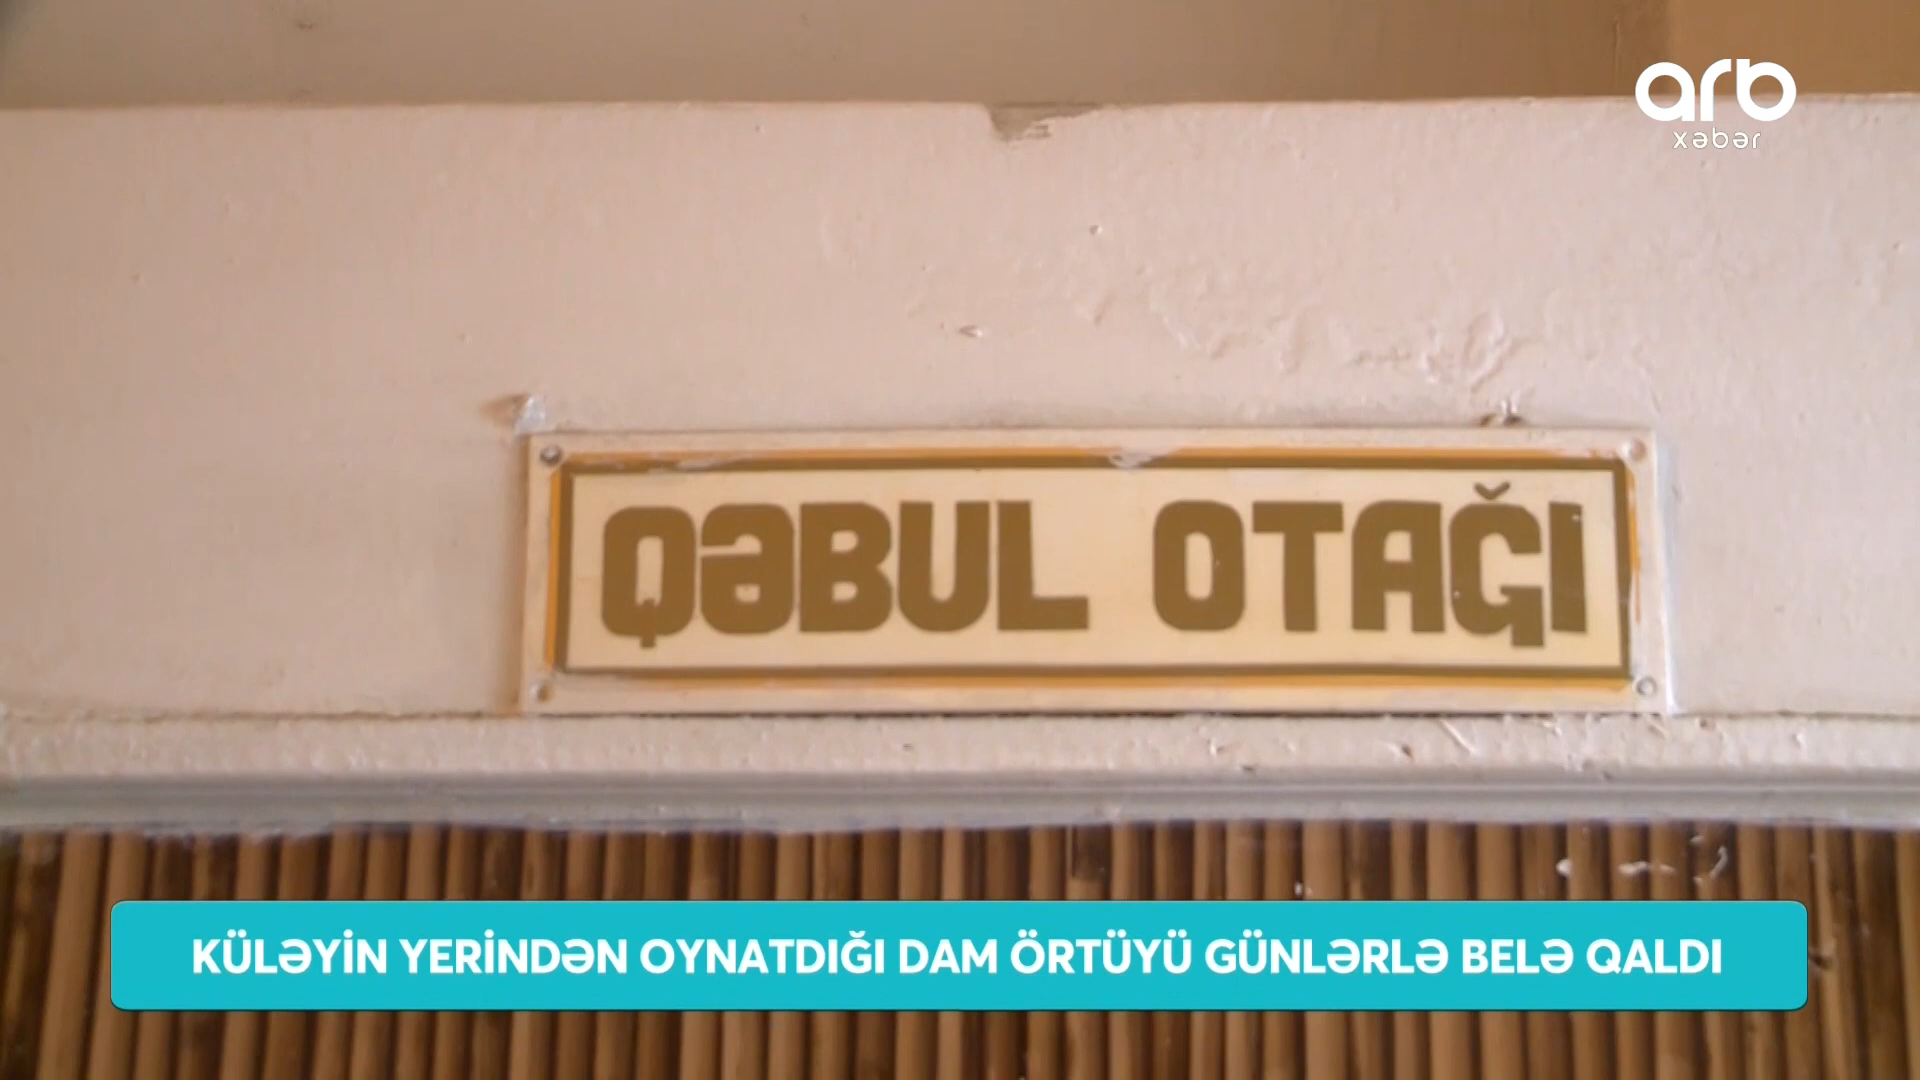 arb
xəbər
QƏBUL OTAĞI
KÜLƏYİN YERİNDƏN OYNATDIĞI DAM ÖRTÜYÜ GÜNLƏRLƏ BELƏ QALDI